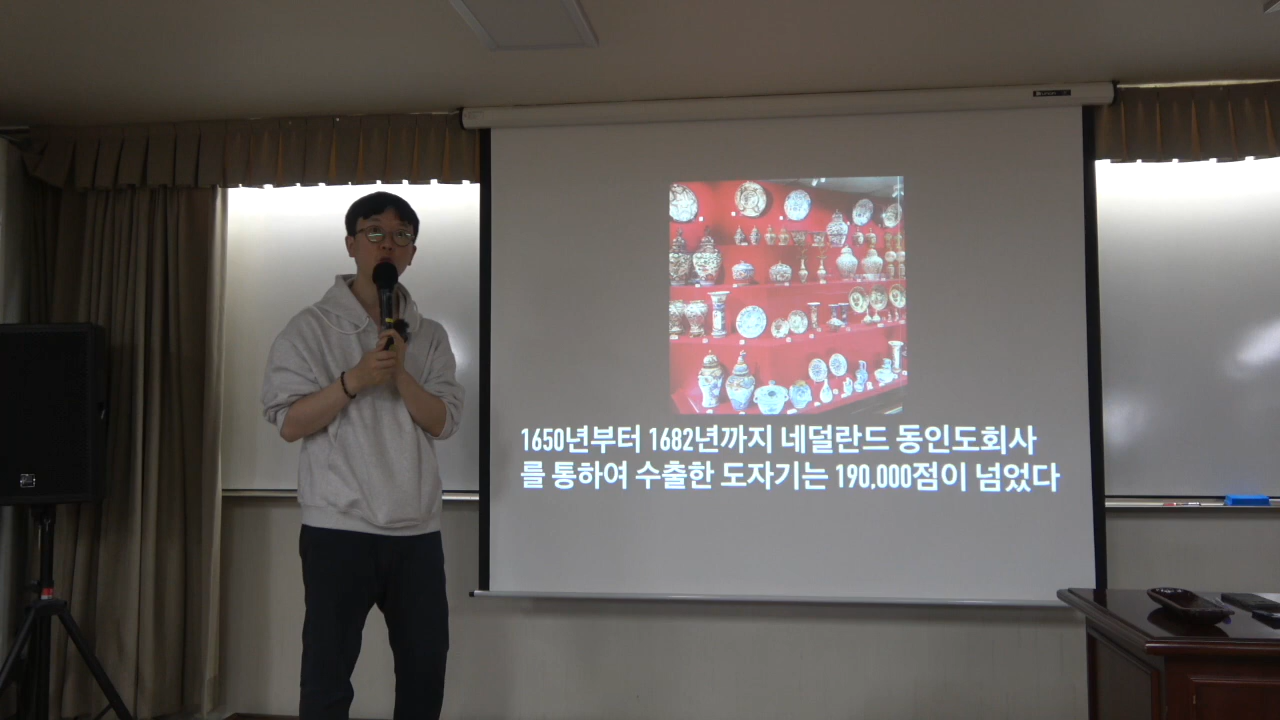 1650년부터 1682년까지 네덜란드 동인도회사
를 통하여 수출한 도자기는 190,000점이 넘었다